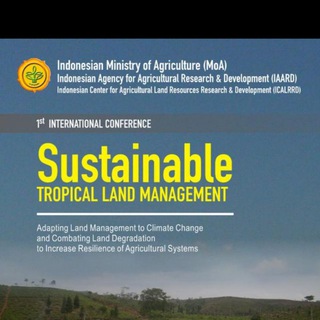 Indonesian Ministry of Agriculture (MoA)
Indonesian Agency for Agricultural Research & Development (IAARD)
Indonesian Center for Agricultural Land Resources Research & Development (ICALRRD)
1st INTERNATIONAL CONFERENCE
Sustainable
TROPICAL LAND MANAGEMENT
Adapting Land Management to Climate Change
and Combating Land Degradation
to Increase Resilience of Agricultural Systems